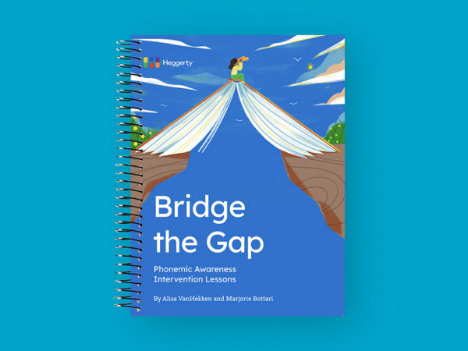 Heggerty
Bridge
the Gap
Phonemic Awareness
Intervention Lessons
By Alisa VanHekken and Marjorie Bottari